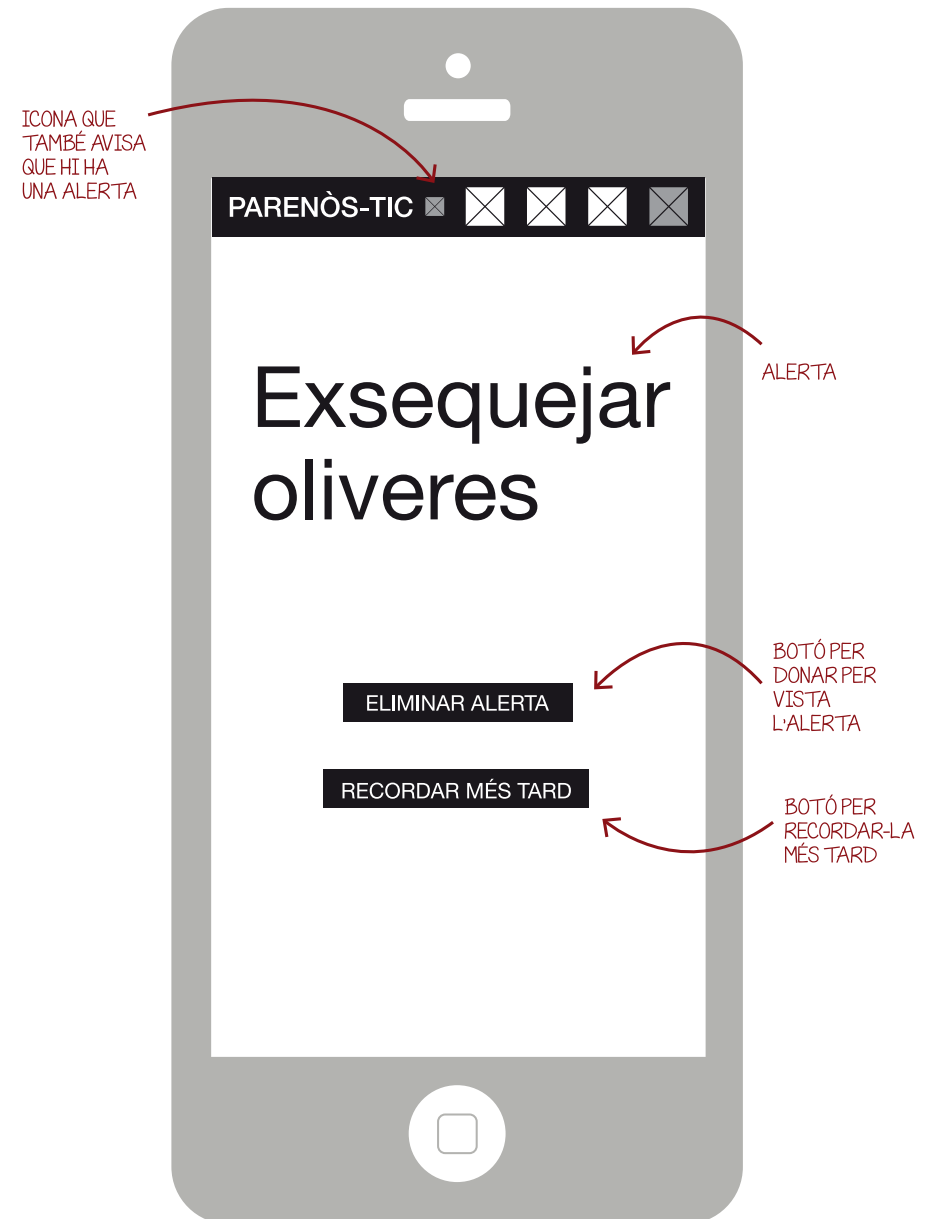 ICONA QUE
TAMBÉ AVISA
QUE HI HA
UNA ALERTA
PARENÒS-TIC
ALERTA
Exsequejar
oliveres
BOTÓ PER
DONAR PER
VISTA
L'ALERTA
ELIMINAR ALERTA
RECORDAR MÉS TARD
BOTÓ PER
RECORDAR-LA
MÉS TARD